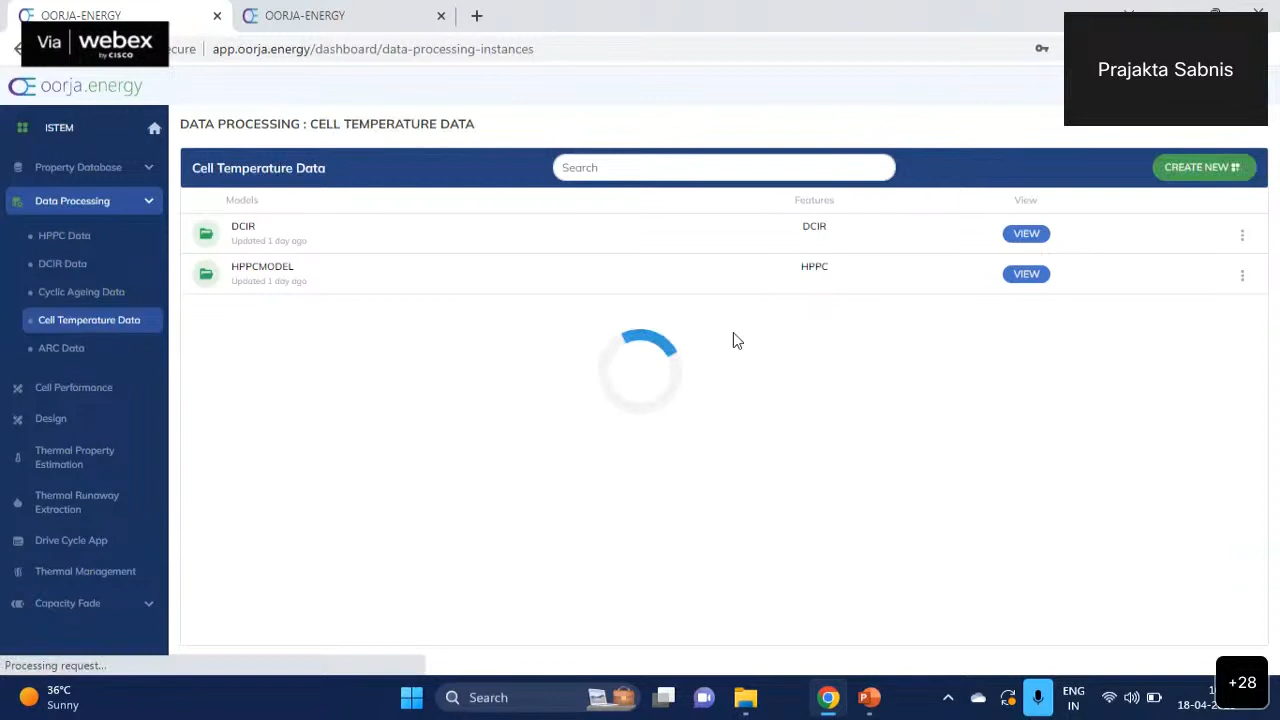 OORJA-ENERGY
OORJA-ENERGY
Via webex
by CISCO
ecure app.oorja.energy/dashboard/data-processing-instances
Prajakta Sabnis
oorja.energy
ISTEM
DATA PROCESSING : CELL TEMPERATURE DATA
Property Database
Cell Temperature Data
Search
CREATE NEW
Data Processing
Models
Features
View
HPPC Data
DCIR
Updated 1 day ago
DCIR
VIEW
DCIR Data
HPPCMODEL
Updated 1 day ago
HPPC
VIEW
Cyclic Ageing Data
Cell Temperature Data
ARC Data
Cell Performance
Design
Thermal Property
Estimation
Thermal Runaway
Extraction
Drive Cycle App
Thermal Management
Capacity Fade
Processing request...
36°C
Sunny
Search
ENG
IN
+28